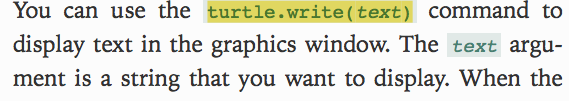 You can use the turtle.write(text) command to
display text in the graphics window. The text argu-
ment is a string that you want to display. When the